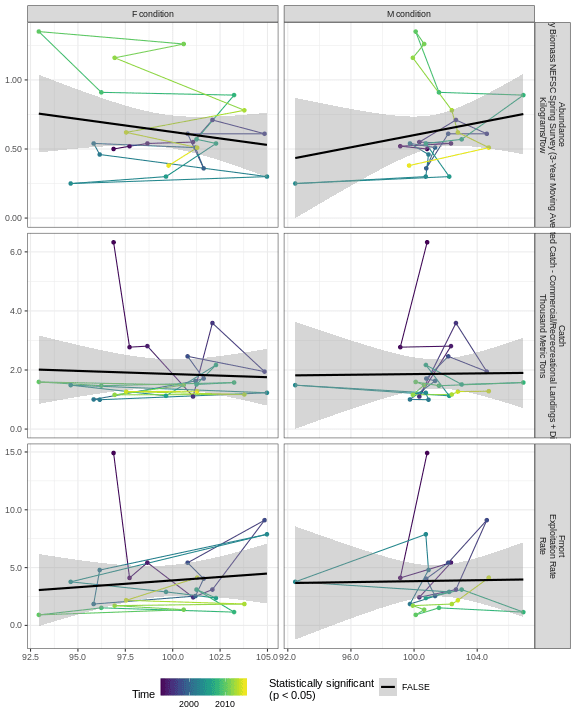 F condition
M condition
1.00
0.50
0.00
Abundance
Biomass NEFSC Spring Survey (3-Year Moving
Kilograms/tow
6.0
4.0
2.0
0.0
Catch
Catch - Commercial/Recreational Landings +
Thousand Metric Tons
15.0
10.0
5.0
0.0
Fmort
Exploitation Rate
Rate
92.5 95.0 97.5 100.0 102.5 105.0 92.0 96.0 100.0 104.0
Time
2000 2010
Statistically significant
(p < 0.05)
FALSE